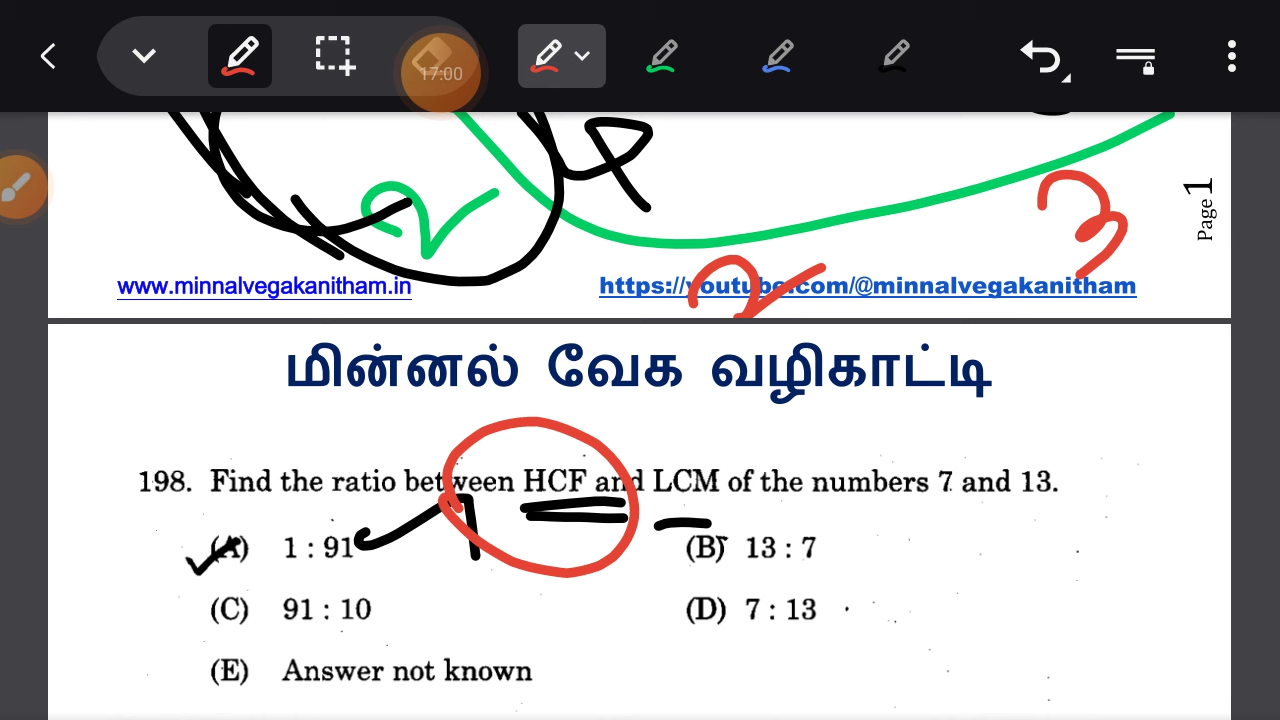 17:00
2
3
2
Page 1
www.minnalvegakanitham.in
https://youtube.com/@minnalvegakanitham
மின்னல் வேக வழிகாட்டி
198. Find the ratio between HCF and LCM of the numbers 7 and 13.
(A) 1 : 91
(B) 13 : 7
(C) 91 : 10
(D) 7 : 13
(E) Answer not known